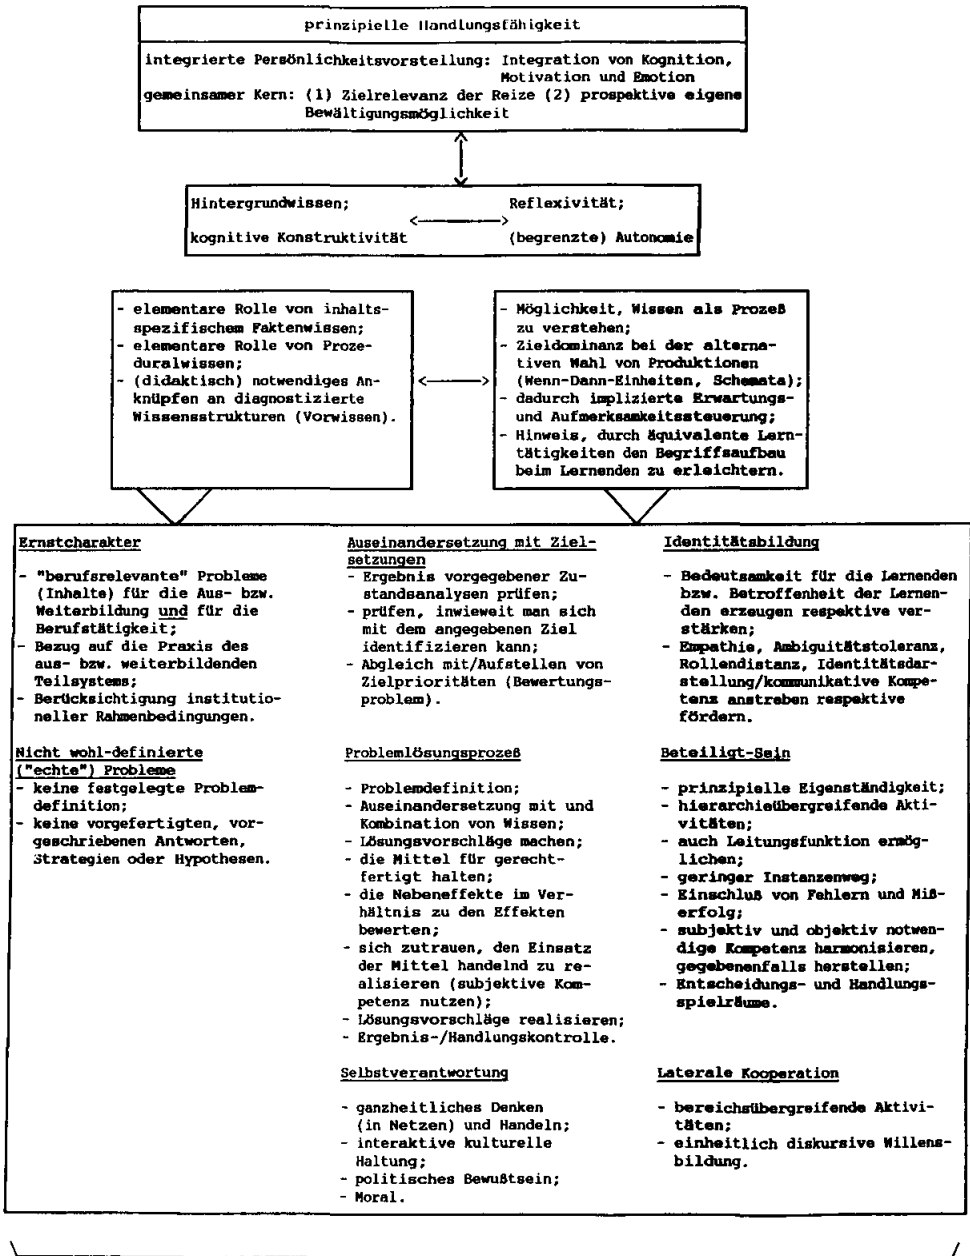 prinzipielle Handlungsfähigkeit
integrierte Persönlichkeitsvorstellung: Integration von Kognition,
Motivation und Emotion
gemeinsamer Kern: (1) Zielrelevanz der Reize (2) prospektive eigene
Bewältigungsmöglichkeit
Hintergrundwissen;
Reflexivität;
kognitive Konstruktivität
(begrenzte) Autonomie
- elementare Rolle von inhalts-
spezifischem Faktenwissen;
- elementare Rolle von Proze-
duralwissen;
- (didaktisch) notwendiges An-
knüpfen an diagnostizierte
Wissensstrukturen (Vorwissen).
- Möglichkeit, Wissen als Prozeß
zu verstehen;
- Zieldominanz bei der alterna-
tiven Wahl von Produktionen
(Wenn-Dann-Einheiten, Schemata);
- dadurch implizierte Erwartungs-
und Aufmerksamkeitssteuerung;
- Hinweis, durch äquivalente Lern-
tätigkeiten den Begriffsaufbau
beim Lernenden zu erleichtern.
Ernstcharakter
- "berufsrelevante" Probleme
(Inhalte) für die Aus- bzw.
Weiterbildung und für die
Berufstätigkeit;
- Bezug auf die Praxis des
aus- bzw. weiterbildenden
Teilsystems;
- Berücksichtigung institutio-
neller Rahmenbedingungen.
Nicht wohl-definierte
("echte") Probleme
- keine festgelegte Problem-
definition;
- keine vorgefertigten, vor-
geschriebenen Antworten,
Strategien oder Hypothesen.
Auseinandersetzung mit Ziel-
setzungen
- Ergebnis vorgegebener Zu-
standsanalysen prüfen;
- prüfen, inwieweit man sich
mit dem angegebenen Ziel
identifizieren kann;
- Abgleich mit/Aufstellen von
Zielprioritäten (Bewertungs-
problem).
Problemlösungsprozeß
- Problemdefinition;
- Auseinandersetzung mit und
Kombination von Wissen;
- Lösungsvorschläge machen;
- die Mittel für gerecht-
fertigt halten;
- die Nebeneffekte im Ver-
hältnis zu den Effekten
bewerten;
- sich zutrauen, den Einsatz
der Mittel handelnd zu re-
alisieren (subjektive Kom-
petenz nutzen);
- Lösungsvorschläge realisieren;
- Ergebnis-/Handlungskontrolle.
Selbstverantwortung
- ganzheitliches Denken
(in Netzen) und Handeln;
- interaktive kulturelle
Haltung;
- politisches Bewußtsein;
- Moral.
Identitätsbildung
- Bedeutsamkeit für die Lernenden
bzw. Betroffenheit der Lernen-
den erzeugen respektive ver-
stärken;
- Empathie, Ambiguitätstoleranz,
Rollendistanz, Identitätsdar-
stellung/kommunikative Kompe-
tenz anstreben respektive
fördern.
Beteiligt-Sein
- prinzipielle Eigenständigkeit;
- hierarchieübergreifende Akti-
vitäten;
- auch Leitungsfunktion ermög-
lichen;
- geringer Instanzenweg;
- Einschluß von Fehlern und Miß-
erfolg;
- subjektiv und objektiv notwen-
dige Kompetenz harmonisieren,
gegebenenfalls herstellen;
- Entscheidungs- und Handlungs-
spielräume.
Laterale Kooperation
- bereichsübergreifende Aktivi-
täten;
- einheitlich diskursive Willens-
bildung.